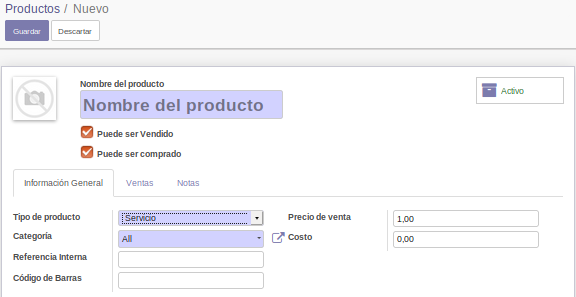 Productos / Nuevo
Guardar Descartar
Nombre del producto
Nombre del producto
Activo
Puede ser Vendido
Puede ser comprado
Información General Ventas Notas
Tipo de producto Servicio Precio de venta 1,00
Categoría All Costo 0,00
Referencia Interna
Código de Barras